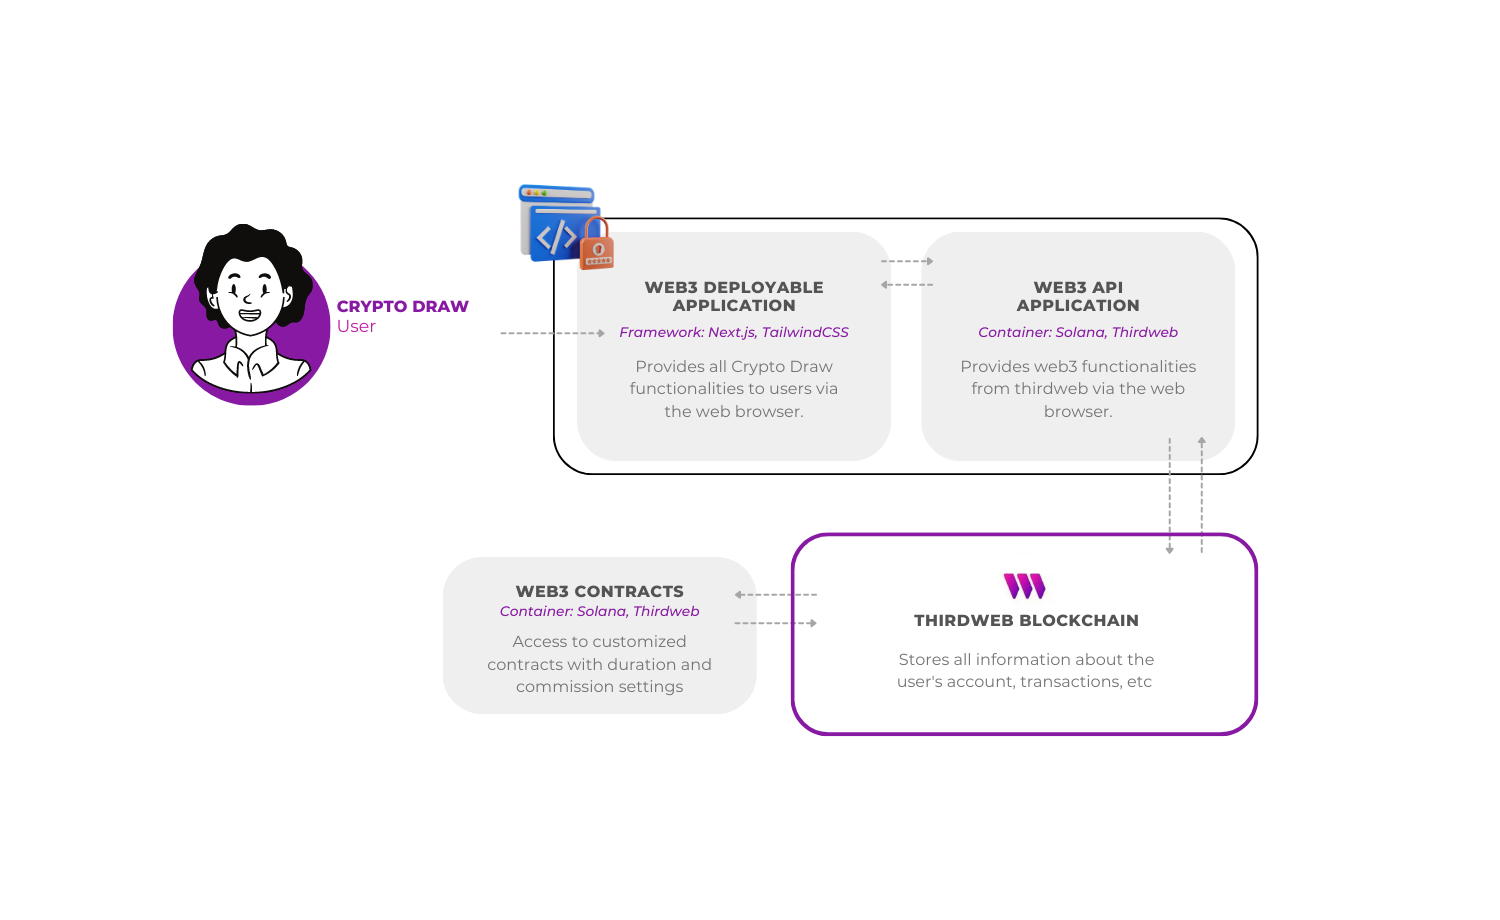 CRYPTO DRAW
User
WEB3 DEPLOYABLE
APPLICATION
Framework: Next.js, TailwindCSS
Provides all Crypto Draw
functionalities to users via
the web browser.
WEB3 API
APPLICATION
Container: Solana, Thirdweb
Provides web3 functionalities
from thirdweb via the web
browser.
WEB3 CONTRACTS
Container: Solana, Thirdweb
Access to customized
contracts with duration and
commission settings
THIRDWEB BLOCKCHAIN
Stores all information about the
user's account, transactions, etc